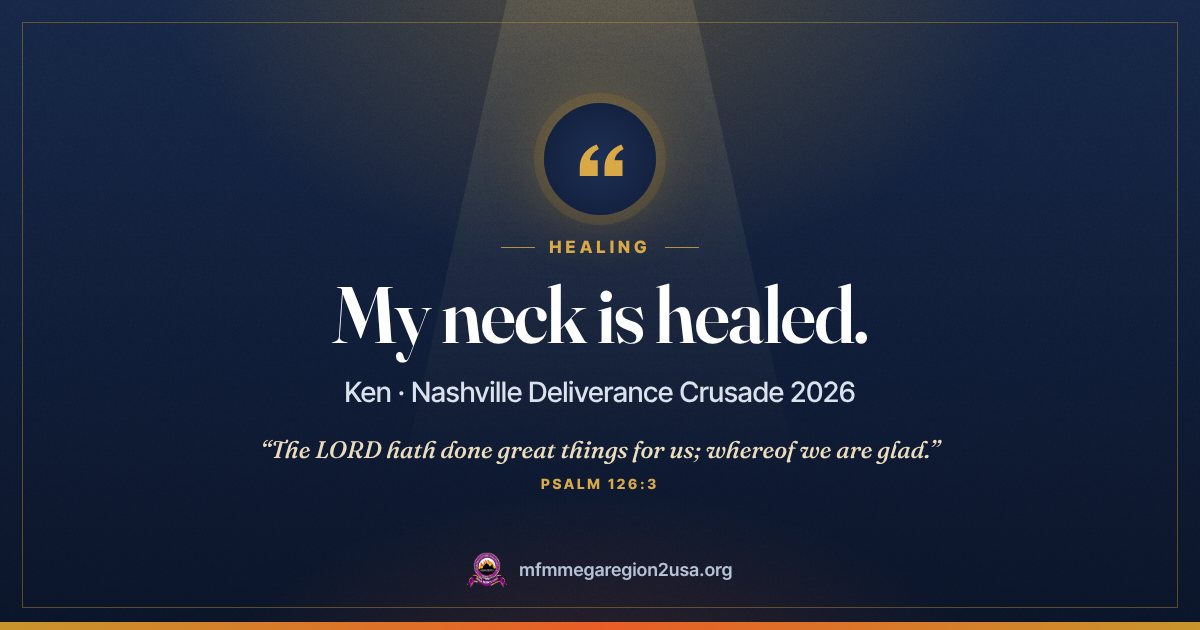 “
HEALING
My neck is healed.
Ken · Nashville Deliverance Crusade 2026
“The LORD hath done great things for us; whereof we are glad.”
PSALM 126:3
mfmmegaregion2usa.org